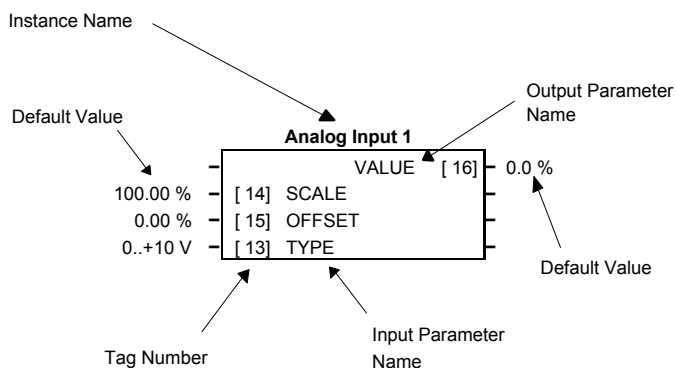 Instance Name
Output Parameter
Name
Default Value
Analog Input 1
VALUE [ 16] 0.0 %
100.00 % [ 14] SCALE
0.00 % [ 15] OFFSET
0..+10 V [ 13] TYPE
Default Value
Input Parameter
Name
Tag Number